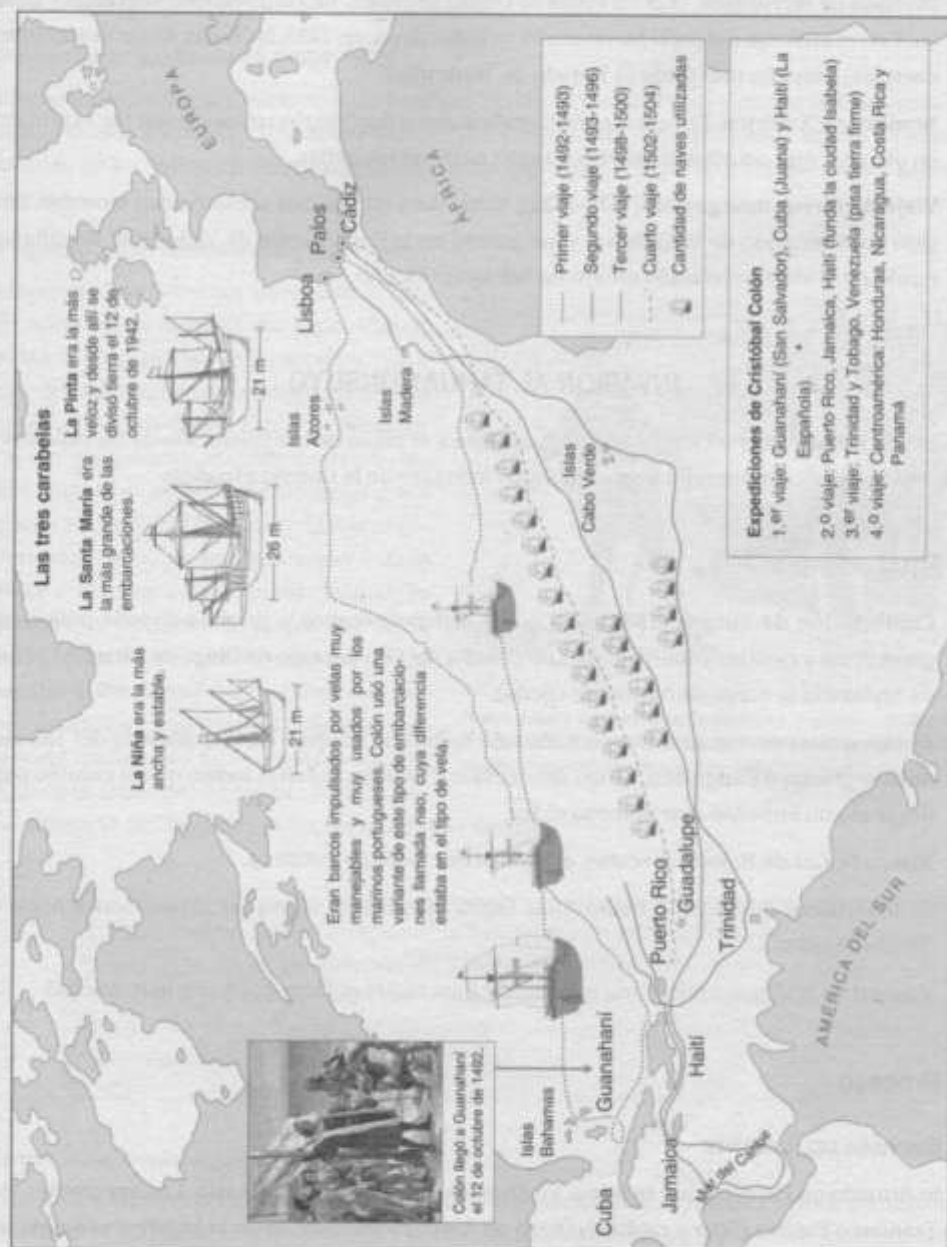 Las tres carabelas
La Niña era la más
ancha y estable.
21 m
La Santa María era
la más grande de las
embarcaciones.
26 m
La Pinta era la más
veloz y desde allí se
divisó tierra el 12 de
octubre de 1942.
21 m
Eran barcos impulsados por velas muy
manejables y muy usados por los
marinos portugueses. Colón usó una
variante de este tipo de embarcacio-
nes llamada nao, cuya diferencia
estaba en el tipo de vela.
Colón llegó a Guanahaní
el 12 de octubre de 1492.
EUROPA
ÁFRICA
Lisboa
Palos
Cádiz
Islas
Azores
Islas
Madera
Islas
Cabo Verde
Islas
Bahamas
Guanahaní
Cuba
Jamaica
Haití
Puerto Rico
Guadalupe
Trinidad
Mar del Caribe
AMÉRICA DEL SUR
Primer viaje (1492-1493)
Segundo viaje (1493-1496)
Tercer viaje (1498-1500)
Cuarto viaje (1502-1504)
Cantidad de naves utilizadas
Expediciones de Cristóbal Colón
1.er viaje: Guanahaní (San Salvador), Cuba (Juana) y Haití (La
Española).
2.o viaje: Puerto Rico, Jamaica, Haití (funda la ciudad Isabela)
3.er viaje: Trinidad y Tobago, Venezuela (pisa tierra firme)
4.o viaje: Centroamérica: Honduras, Nicaragua, Costa Rica y
Panamá